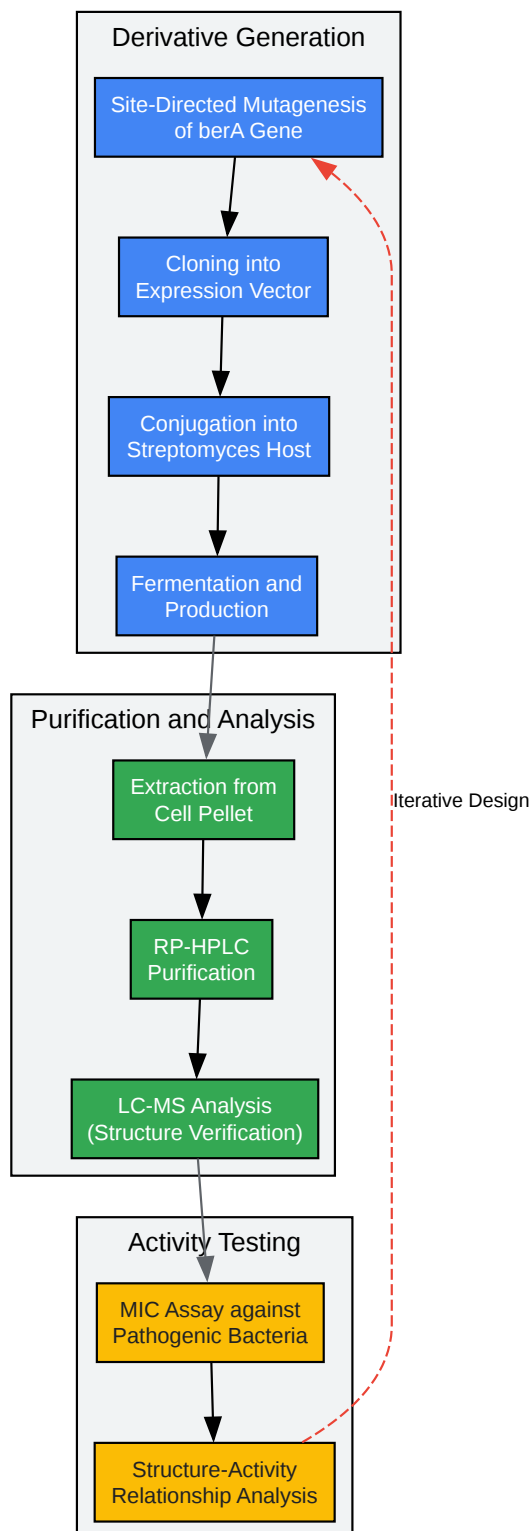 Derivative Generation
Site-Directed Mutagenesis
of berA Gene
Cloning into
Expression Vector
Conjugation into
Streptomyces Host
Fermentation and
Production
Purification and Analysis
Extraction from
Cell Pellet
Iterative Design
RP-HPLC
Purification
LC-MS Analysis
(Structure Verification)
Activity Testing
MIC Assay against
Pathogenic Bacteria
Structure-Activity
Relationship Analysis